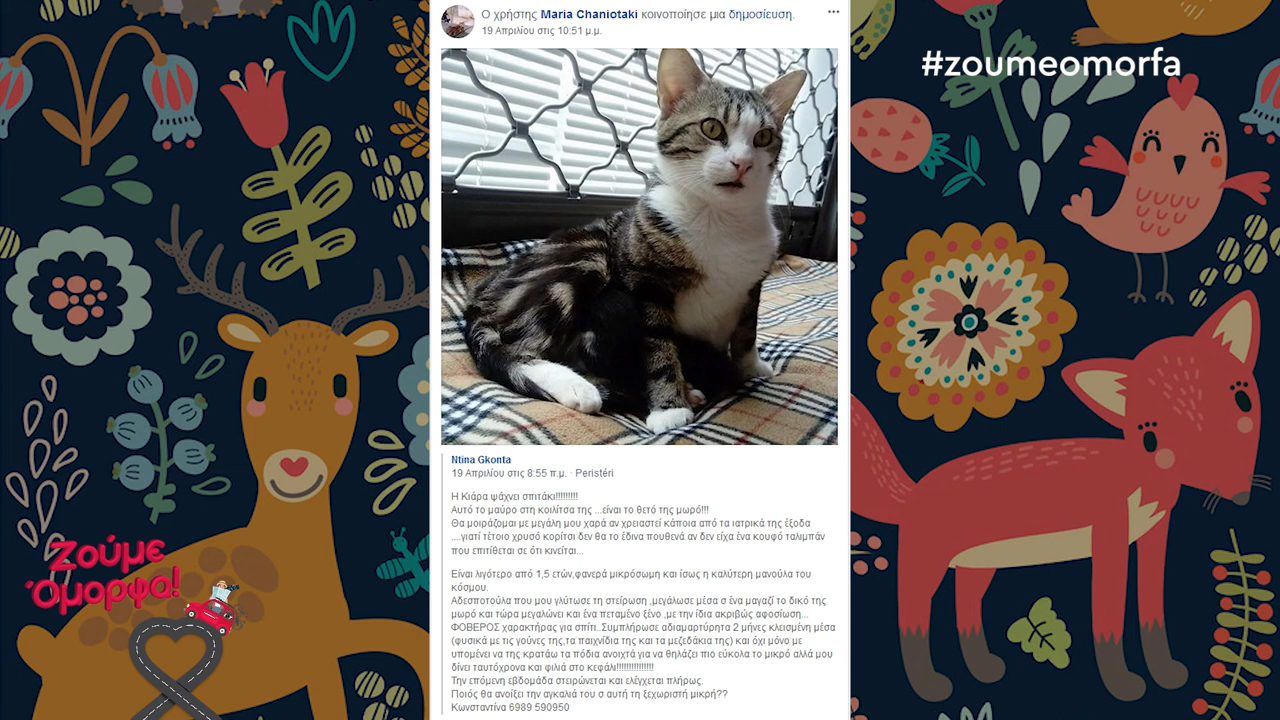 Ο χρήστης Maria Chaniotaki κοινοποίησε μια δημοσίευση.
19 Απριλίου στις 10:51 μ.μ.
#zoumeomorfa
Ntina Gkonta
19 Απριλίου στις 8:55 π.μ. · Peristéri
Η Κιάρα ψάχνει σπιτάκι!!!!!!!!!
Αυτό το μαύρο στη κοιλίτσα της ...είναι το θετό της μωρό!!!
Θα μοιράζομαι με μεγάλη μου χαρά αν χρειαστεί κάποια από τα ιατρικά της έξοδα
....γιατί τέτοιο χρυσό κορίτσι δεν θα το έδινα πουθενά αν δεν είχα ένα κουφό ταλιμπάν
που επιτίθεται σε ότι κινείται...
Είναι λιγότερο από 1,5 ετών,φανερά μικρόσωμη και ίσως η καλύτερη μανούλα του
κόσμου.
Αδεσποτούλα που μου γλύτωσε τη στείρωση ,μεγάλωσε μέσα σ ένα μαγαζί το δικό της
μωρό και τώρα μεγαλώνει και ένα πεταμένο ξένο ,με την ίδια ακριβώς αφοσίωση...
ΦΟΒΕΡΟΣ χαρακτήρας για σπίτι..Συμπλήρωσε αδιαμαρτύρητα 2 μήνες κλεισμένη μέσα
(φυσικά με τις γούνες της,τα παιχνίδια της και τα μεζεδάκια της) και όχι μόνο με
υπομένει να της κρατάω τα πόδια ανοιχτά για να θηλάζει πιο εύκολα το μικρό αλλά μου
δίνει ταυτόχρονα και φιλιά στο κεφάλι!!!!!!!!!!!!!!!
Την επόμενη εβδομάδα στειρώνεται και ελέγχεται πλήρως.
Ποιός θα ανοίξει την αγκαλιά του σ αυτή τη ξεχωριστή μικρή??
Κωνσταντίνα 6989 590950
Ζούμε
Όμορφα!